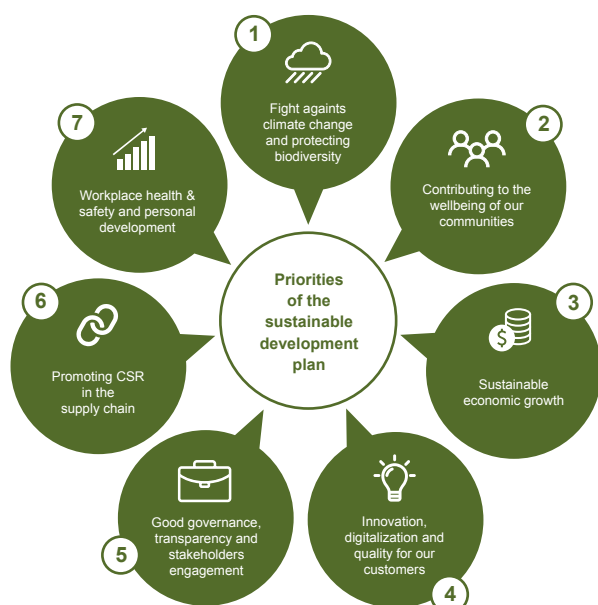 1
Fight againts
climate change
and protecting
biodiversity
2
Contributing to the
wellbeing of our
communities
3
$
Sustainable
economic growth
4
Innovation,
digitalization and
quality for our
customers
5
Good governance,
transparency and
stakeholders
engagement
6
Promoting CSR
in the
supply chain
7
Workplace health &
safety and personal
development
Priorities
of the
sustainable
development
plan